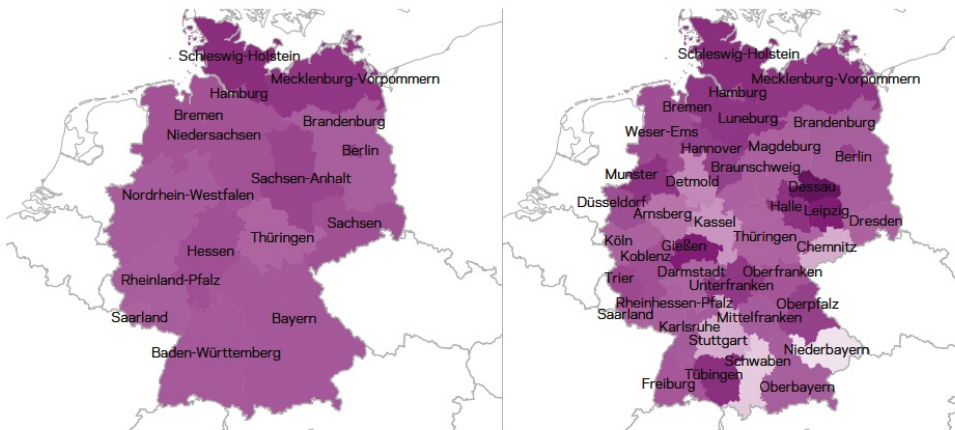 Schleswig-Holstein
Mecklenburg-Vorpommern
Hamburg
Bremen
Brandenburg
Niedersachsen
Berlin
Sachsen-Anhalt
Nordrhein-Westfalen
Sachsen
Thüringen
Hessen
Rheinland-Pfalz
Saarland
Bayern
Baden-Württemberg
Schleswig-Holstein
Mecklenburg-Vorpommern
Hamburg
Bremen
Luneburg
Brandenburg
Weser-Ems
Hannover
Magdeburg
Berlin
Braunschweig
Munster
Detmold
Dessau
Düsseldorf
Halle
Leipzig
Arnsberg
Kassel
Dresden
Köln
Gießen
Thüringen
Chemnitz
Koblenz
Trier
Darmstadt
Oberfranken
Unterfranken
Rheinhessen-Pfalz
Oberpfalz
Saarland
Mittelfranken
Karlsruhe
Stuttgart
Niederbayern
Schwaben
Tübingen
Freiburg
Oberbayern